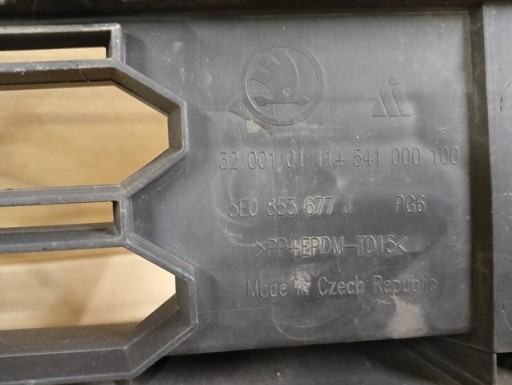 32 001 01 114 541 000 100
5E0 853 677 J PG6
>PP+EPDM-TD15<
Made in Czech Republic